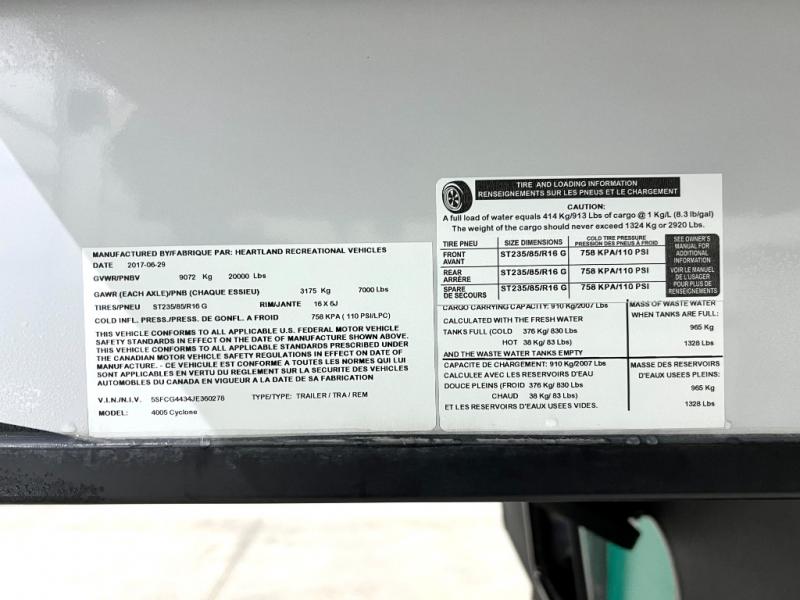 MANUFACTURED BY/FABRIQUE PAR: HEARTLAND RECREATIONAL VEHICLES
DATE 2017-06-29
GVWR/PNBV 9072 Kg 20000 Lbs
GAWR (EACH AXLE)/PNB (CHAQUE ESSIEU) 3175 Kg 7000 Lbs
TIRES/PNEU ST235/85/R16 G RIM/JANTE 16 X 6J
COLD INFL. PRESS./PRESS. DE GONFL. A FROID 758 KPA ( 110 PSI/LPC)
THIS VEHICLE CONFORMS TO ALL APPLICABLE U.S. FEDERAL MOTOR VEHICLE
SAFETY STANDARDS IN EFFECT ON THE DATE OF MANUFACTURE SHOWN ABOVE.
THIS VEHICLE CONFORMS TO ALL APPLICABLE STANDARDS PRESCRIBED UNDER
THE CANADIAN MOTOR VEHICLE SAFETY REGULATIONS IN EFFECT ON DATE OF
MANUFACTURE. - CE VEHICULE EST CONFORME A TOUTES LES NORMES QUI LUI
SONT APPLICABLES EN VERTU DU REGLEMENT SUR LA SECURITE DES VEHICLES
AUTOMOBILES DU CANADA EN VIGUEUR A LA DATE DE SA FABRICATION
V.I.N./N.I.V. 5SFCG4434JE360278 TYPE/TYPE: TRAILER / TRA / REM
MODEL: 4005 Cyclone
TIRE AND LOADING INFORMATION
RENSEIGNEMENTS SUR LES PNEUS ET LE CHARGEMENT
CAUTION:
A full load of water equals 414 Kg/913 Lbs of cargo @ 1 Kg/L (8.3 lb/gal)
The weight of the cargo should never exceed 1324 Kg or 2920 Lbs.
TIRE PNEU SIZE DIMENSIONS COLD TIRE PRESSURE
PRESSION DES PNEUS A FROID
FRONT
AVANT ST235/85/R16 G 758 KPA/110 PSI
REAR
ARRÈRE ST235/85/R16 G 758 KPA/110 PSI
SPARE
DE SECOURS ST235/85/R16 G 758 KPA/110 PSI
SEE OWNER'S
MANUAL FOR
ADDITIONAL
INFORMATION
VOIR LE MANUEL
DE L'USAGER
POUR PLUS DE
RENSEIGNEMENTS
CARGO CARRYING CAPACITY: 910 Kg/2007 Lbs
CALCULATED WITH THE FRESH WATER
TANKS FULL (COLD 376 Kg/ 830 Lbs
HOT 38 Kg/ 83 Lbs)
AND THE WASTE WATER TANKS EMPTY
MASS OF WASTE WATER
WHEN TANKS ARE FULL:
965 Kg
1328 Lbs
CAPACITE DE CHARGEMENT: 910 Kg/2007 Lbs
CALCULEE AVEC LES RESERVOIRS D'EAU
DOUCE PLEINS (FROID 376 Kg/ 830 Lbs
CHAUD 38 Kg/ 83 Lbs)
ET LES RESERVOIRS D'EAUX USEES VIDES.
MASSE DES RESERVOIRS
D'EAUX USEES PLEINS:
965 Kg
1328 Lbs